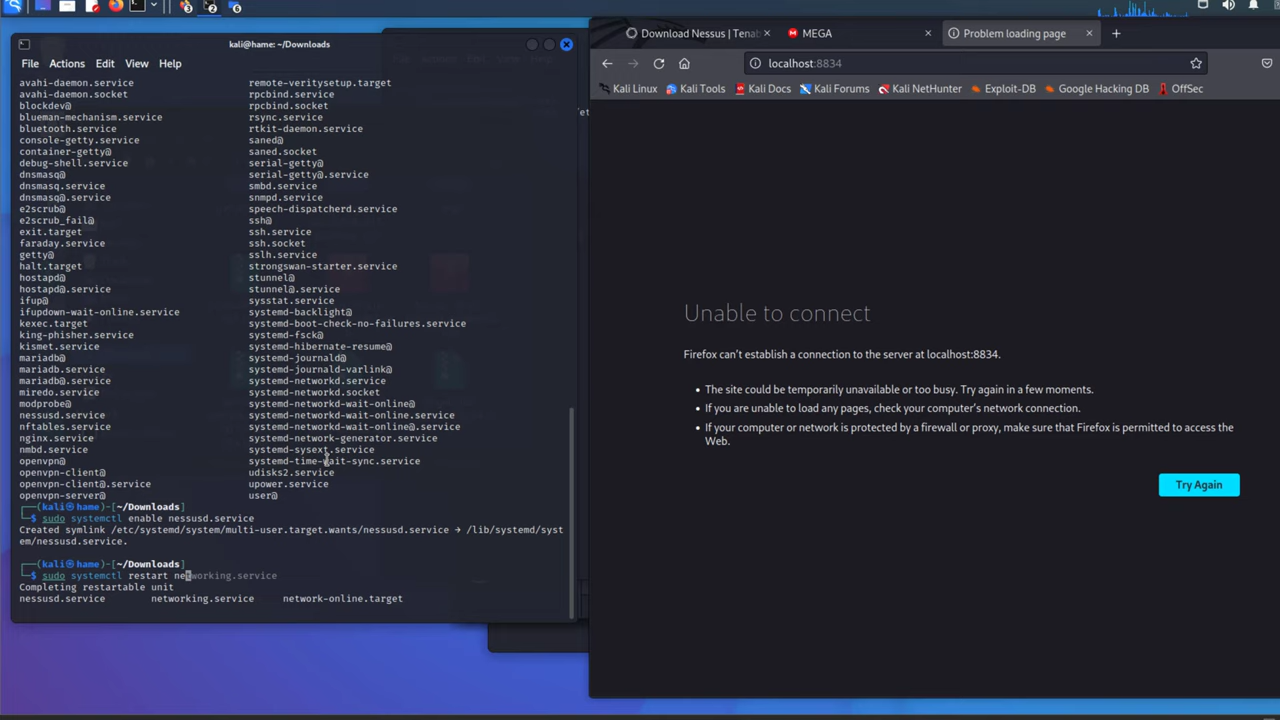 3
2
6
kali@hame: ~/Downloads
File Actions Edit View Help
avahi-daemon.service remote-veritysetup.target
avahi-daemon.socket rpcbind.service
blockdev@ rpcbind.socket
blueman-mechanism.service rsync.service
bluetooth.service rtkit-daemon.service
console-getty.service saned@
container-getty@ saned.socket
debug-shell.service serial-getty@
dnsmasq@ serial-getty@.service
dnsmasq.service smbd.service
dnsmasq@.service snmpd.service
e2scrub@ speech-dispatcherd.service
e2scrub_fail@ ssh@
exit.target ssh.service
faraday.service ssh.socket
getty@ sslh.service
halt.target strongswan-starter.service
hostapd@ stunnel@
hostapd@.service stunnel@.service
ifup@ sysstat.service
ifupdown-wait-online.service systemd-backlight@
kexec.target systemd-boot-check-no-failures.service
king-phisher.service systemd-fsck@
kismet.service systemd-hibernate-resume@
mariadb@ systemd-journald@
mariadb.service systemd-journald-varlink@
mariadb@.service systemd-networkd.service
miredo.service systemd-networkd.socket
modprobe@ systemd-networkd-wait-online@
nessusd.service systemd-networkd-wait-online.service
nftables.service systemd-networkd-wait-online@.service
nginx.service systemd-network-generator.service
nmbd.service systemd-sysext.service
openvpn@ systemd-time-wait-sync.service
openvpn-client@ udisks2.service
openvpn-client@.service upower.service
openvpn-server@ user@
┌──(kali㉿hame)-[~/Downloads]
└─$ sudo systemctl enable nessusd.service
Created symlink /etc/systemd/system/multi-user.target.wants/nessusd.service → /lib/systemd/syst
em/nessusd.service.
┌──(kali㉿hame)-[~/Downloads]
└─$ sudo systemctl restart networking.service
Completing restartable unit
nessusd.service networking.service network-online.target
Download Nessus | Tenab
MEGA
Problem loading page
localhost:8834
Kali Linux Kali Tools Kali Docs Kali Forums Kali NetHunter Exploit-DB Google Hacking DB OffSec
Unable to connect
Firefox can't establish a connection to the server at localhost:8834.
• The site could be temporarily unavailable or too busy. Try again in a few moments.
• If you are unable to load any pages, check your computer's network connection.
• If your computer or network is protected by a firewall or proxy, make sure that Firefox is permitted to access the
Web.
Try Again